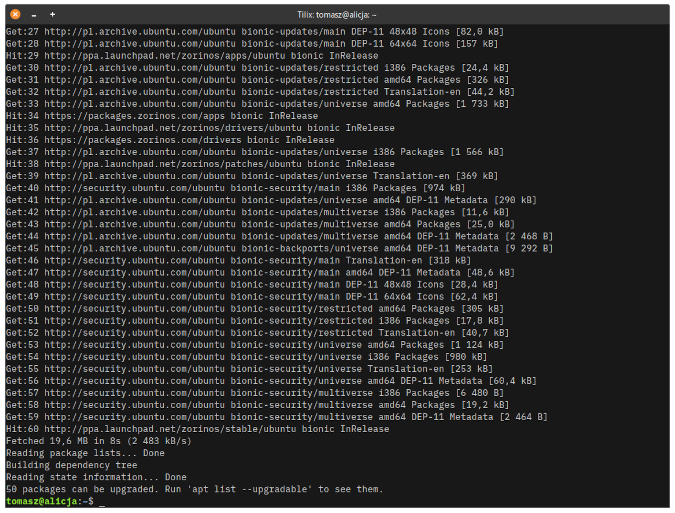 Tilix: tomasz@alicja: ~
Get:27 http://pl.archive.ubuntu.com/ubuntu bionic-updates/main DEP-11 48x48 Icons [82,0 kB]
Get:28 http://pl.archive.ubuntu.com/ubuntu bionic-updates/main DEP-11 64x64 Icons [157 kB]
Hit:29 http://ppa.launchpad.net/zorinos/apps/ubuntu bionic InRelease
Get:30 http://pl.archive.ubuntu.com/ubuntu bionic-updates/restricted i386 Packages [24,4 kB]
Get:31 http://pl.archive.ubuntu.com/ubuntu bionic-updates/restricted amd64 Packages [326 kB]
Get:32 http://pl.archive.ubuntu.com/ubuntu bionic-updates/restricted Translation-en [44,2 kB]
Get:33 http://pl.archive.ubuntu.com/ubuntu bionic-updates/universe amd64 Packages [1 733 kB]
Hit:34 https://packages.zorinos.com/apps bionic InRelease
Hit:35 http://ppa.launchpad.net/zorinos/drivers/ubuntu bionic InRelease
Hit:36 https://packages.zorinos.com/drivers bionic InRelease
Get:37 http://pl.archive.ubuntu.com/ubuntu bionic-updates/universe i386 Packages [1 566 kB]
Hit:38 http://ppa.launchpad.net/zorinos/patches/ubuntu bionic InRelease
Get:39 http://pl.archive.ubuntu.com/ubuntu bionic-updates/universe Translation-en [369 kB]
Get:40 http://security.ubuntu.com/ubuntu bionic-security/main i386 Packages [974 kB]
Get:41 http://pl.archive.ubuntu.com/ubuntu bionic-updates/universe amd64 DEP-11 Metadata [290 kB]
Get:42 http://pl.archive.ubuntu.com/ubuntu bionic-updates/multiverse i386 Packages [11,6 kB]
Get:43 http://pl.archive.ubuntu.com/ubuntu bionic-updates/multiverse amd64 Packages [25,0 kB]
Get:44 http://pl.archive.ubuntu.com/ubuntu bionic-updates/multiverse amd64 DEP-11 Metadata [2 468 B]
Get:45 http://pl.archive.ubuntu.com/ubuntu bionic-backports/universe amd64 DEP-11 Metadata [9 292 B]
Get:46 http://security.ubuntu.com/ubuntu bionic-security/main Translation-en [318 kB]
Get:47 http://security.ubuntu.com/ubuntu bionic-security/main amd64 DEP-11 Metadata [48,6 kB]
Get:48 http://security.ubuntu.com/ubuntu bionic-security/main DEP-11 48x48 Icons [28,4 kB]
Get:49 http://security.ubuntu.com/ubuntu bionic-security/main DEP-11 64x64 Icons [62,4 kB]
Get:50 http://security.ubuntu.com/ubuntu bionic-security/restricted amd64 Packages [305 kB]
Get:51 http://security.ubuntu.com/ubuntu bionic-security/restricted i386 Packages [17,8 kB]
Get:52 http://security.ubuntu.com/ubuntu bionic-security/restricted Translation-en [40,7 kB]
Get:53 http://security.ubuntu.com/ubuntu bionic-security/universe amd64 Packages [1 124 kB]
Get:54 http://security.ubuntu.com/ubuntu bionic-security/universe i386 Packages [980 kB]
Get:55 http://security.ubuntu.com/ubuntu bionic-security/universe Translation-en [253 kB]
Get:56 http://security.ubuntu.com/ubuntu bionic-security/universe amd64 DEP-11 Metadata [60,4 kB]
Get:57 http://security.ubuntu.com/ubuntu bionic-security/multiverse i386 Packages [6 480 B]
Get:58 http://security.ubuntu.com/ubuntu bionic-security/multiverse amd64 Packages [19,2 kB]
Get:59 http://security.ubuntu.com/ubuntu bionic-security/multiverse amd64 DEP-11 Metadata [2 464 B]
Hit:60 http://ppa.launchpad.net/zorinos/stable/ubuntu bionic InRelease
Fetched 19,6 MB in 8s (2 483 kB/s)
Reading package lists... Done
Building dependency tree
Reading state information... Done
50 packages can be upgraded. Run 'apt list --upgradable' to see them.
tomasz@alicja:~$ _